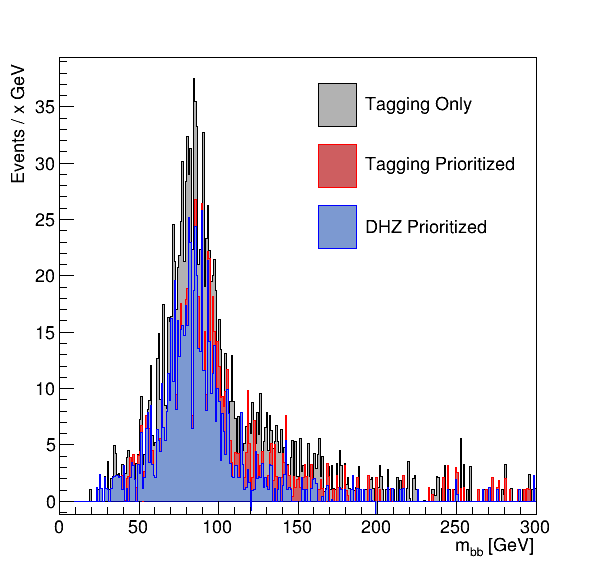 Events / x GeV
35
30
25
20
15
10
5
0
Tagging Only
Tagging Prioritized
DHZ Prioritized
0 50 100 150 200 250 300
m_bb [GeV]